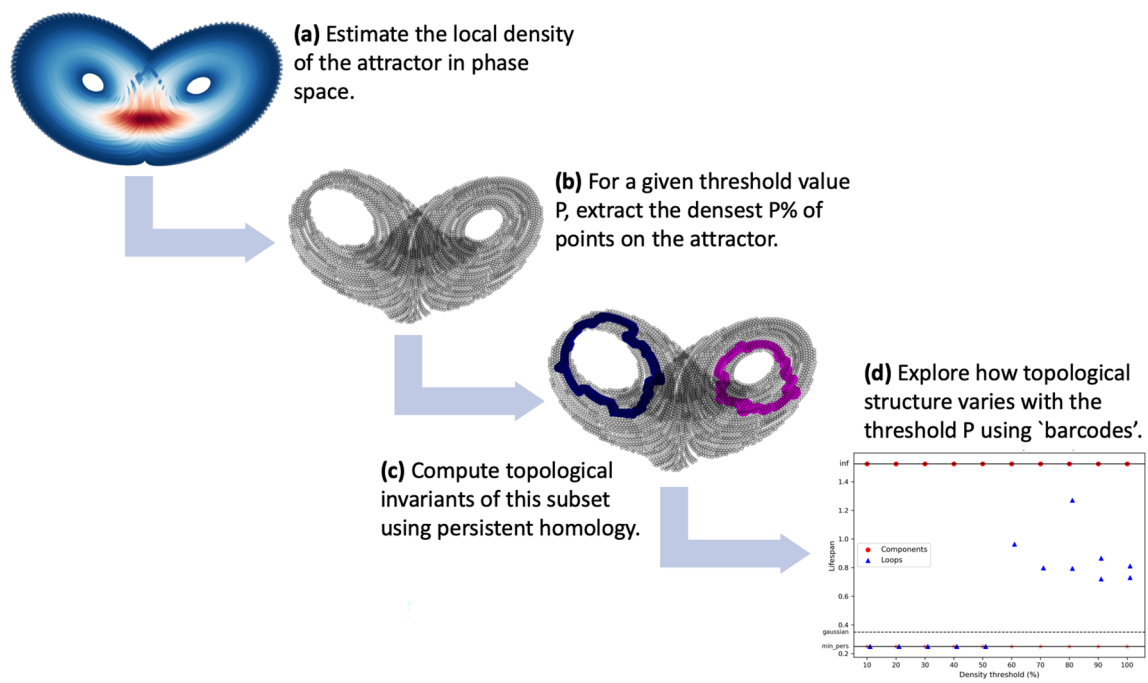 (a) Estimate the local density
of the attractor in phase
space.
(b) For a given threshold value
P, extract the densest P% of
points on the attractor.
(c) Compute topological
invariants of this subset
using persistent homology.
(d) Explore how topological
structure varies with the
threshold P using `barcodes’.
inf
1.4
1.2
1.0
0.8
0.6
0.4
gaussian
min_pers
0.2
Lifespan
Components
Loops
10 20 30 40 50 60 70 80 90 100
Density threshold (%)